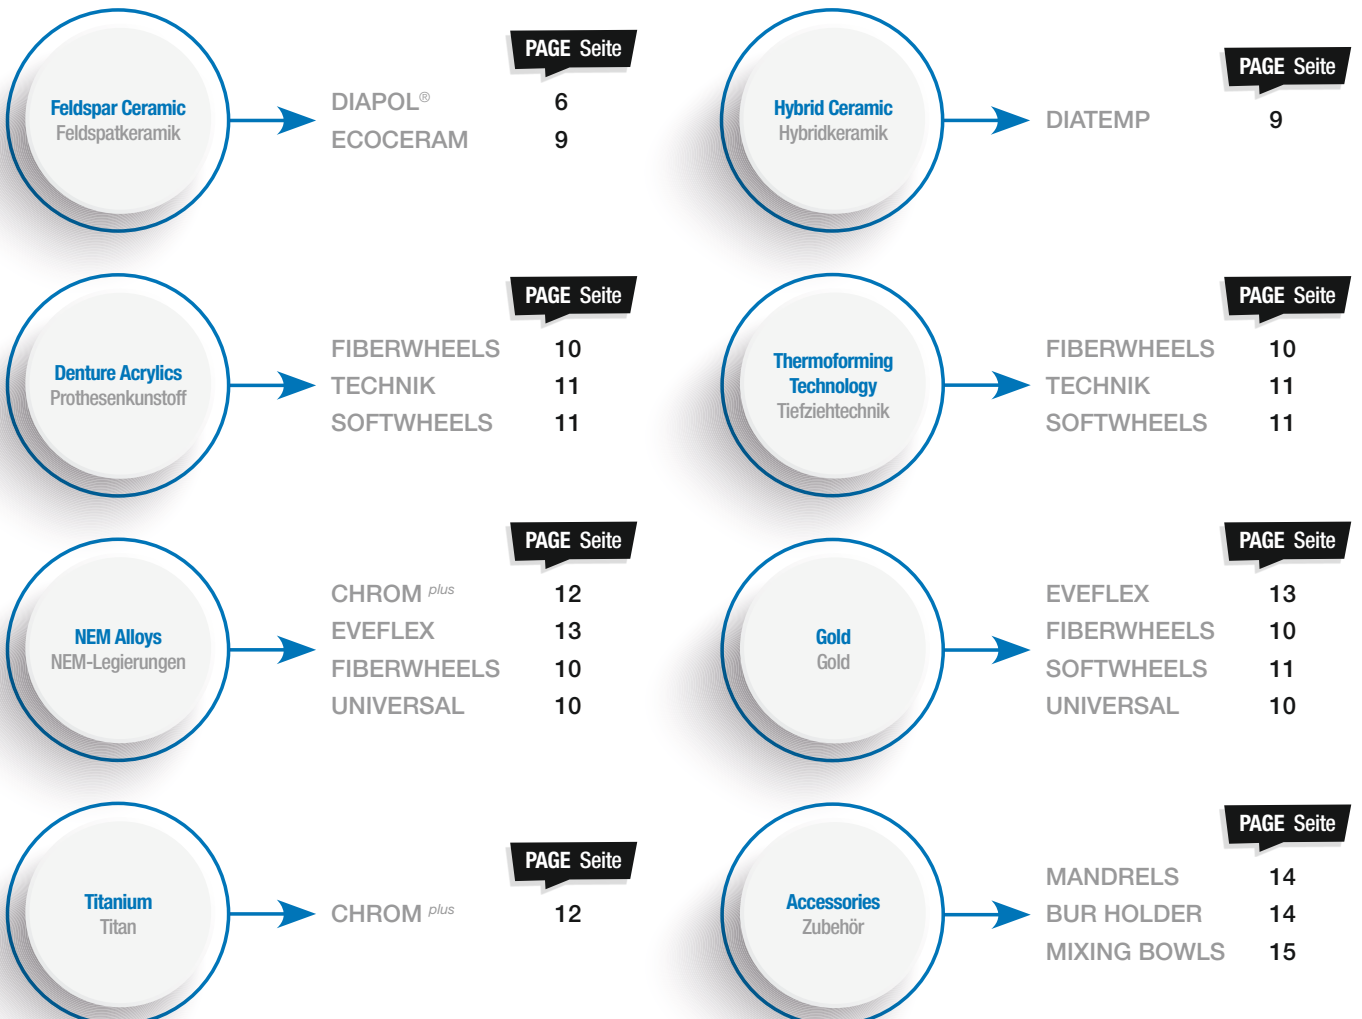 PAGE Seite
Feldspar Ceramic
Feldspatkeramik
DIAPOL® 6
ECOCERAM 9
PAGE Seite
Hybrid Ceramic
Hybridkeramik
DIATEMP 9
PAGE Seite
Denture Acrylics
Prothesenkunstoff
FIBERWHEELS 10
TECHNIK 11
SOFTWHEELS 11
PAGE Seite
Thermoforming
Technology
Tiefziehtechnik
FIBERWHEELS 10
TECHNIK 11
SOFTWHEELS 11
PAGE Seite
NEM Alloys
NEM-Legierungen
CHROM plus 12
EVEFLEX 13
FIBERWHEELS 10
UNIVERSAL 10
PAGE Seite
Gold
Gold
EVEFLEX 13
FIBERWHEELS 10
SOFTWHEELS 11
UNIVERSAL 10
PAGE Seite
Titanium
Titan
CHROM plus 12
PAGE Seite
Accessories
Zubehör
MANDRELS 14
BUR HOLDER 14
MIXING BOWLS 15